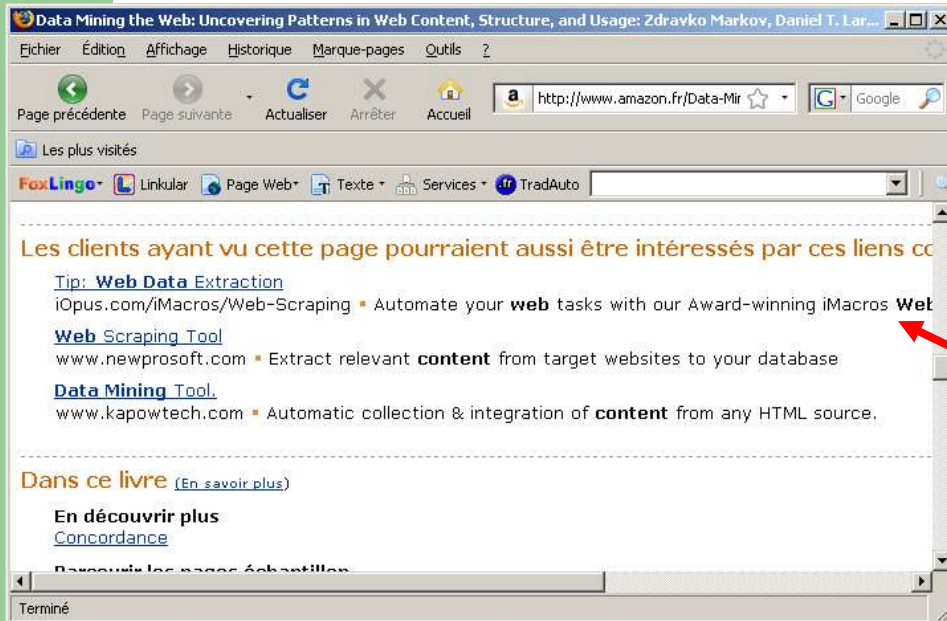 Data Mining the Web: Uncovering Patterns in Web Content, Structure, and Usage: Zdravko Markov, Daniel T. Lar...
Fichier Édition Affichage Historique Marque-pages Outils ?
Page précédente Page suivante Actualiser Arrêter Accueil http://www.amazon.fr/Data-Mir Google
Les plus visités
FoxLingo Linkular Page Web Texte Services TradAuto
Les clients ayant vu cette page pourraient aussi être intéressés par ces liens co
Tip: Web Data Extraction
iOpus.com/iMacros/Web-Scraping ▪ Automate your web tasks with our Award-winning iMacros Web
Web Scraping Tool
www.newprosoft.com ▪ Extract relevant content from target websites to your database
Data Mining Tool.
www.kapowtech.com ▪ Automatic collection & integration of content from any HTML source.
Dans ce livre (En savoir plus)
En découvrir plus
Concordance
Parcourir les pages échantillon
Terminé